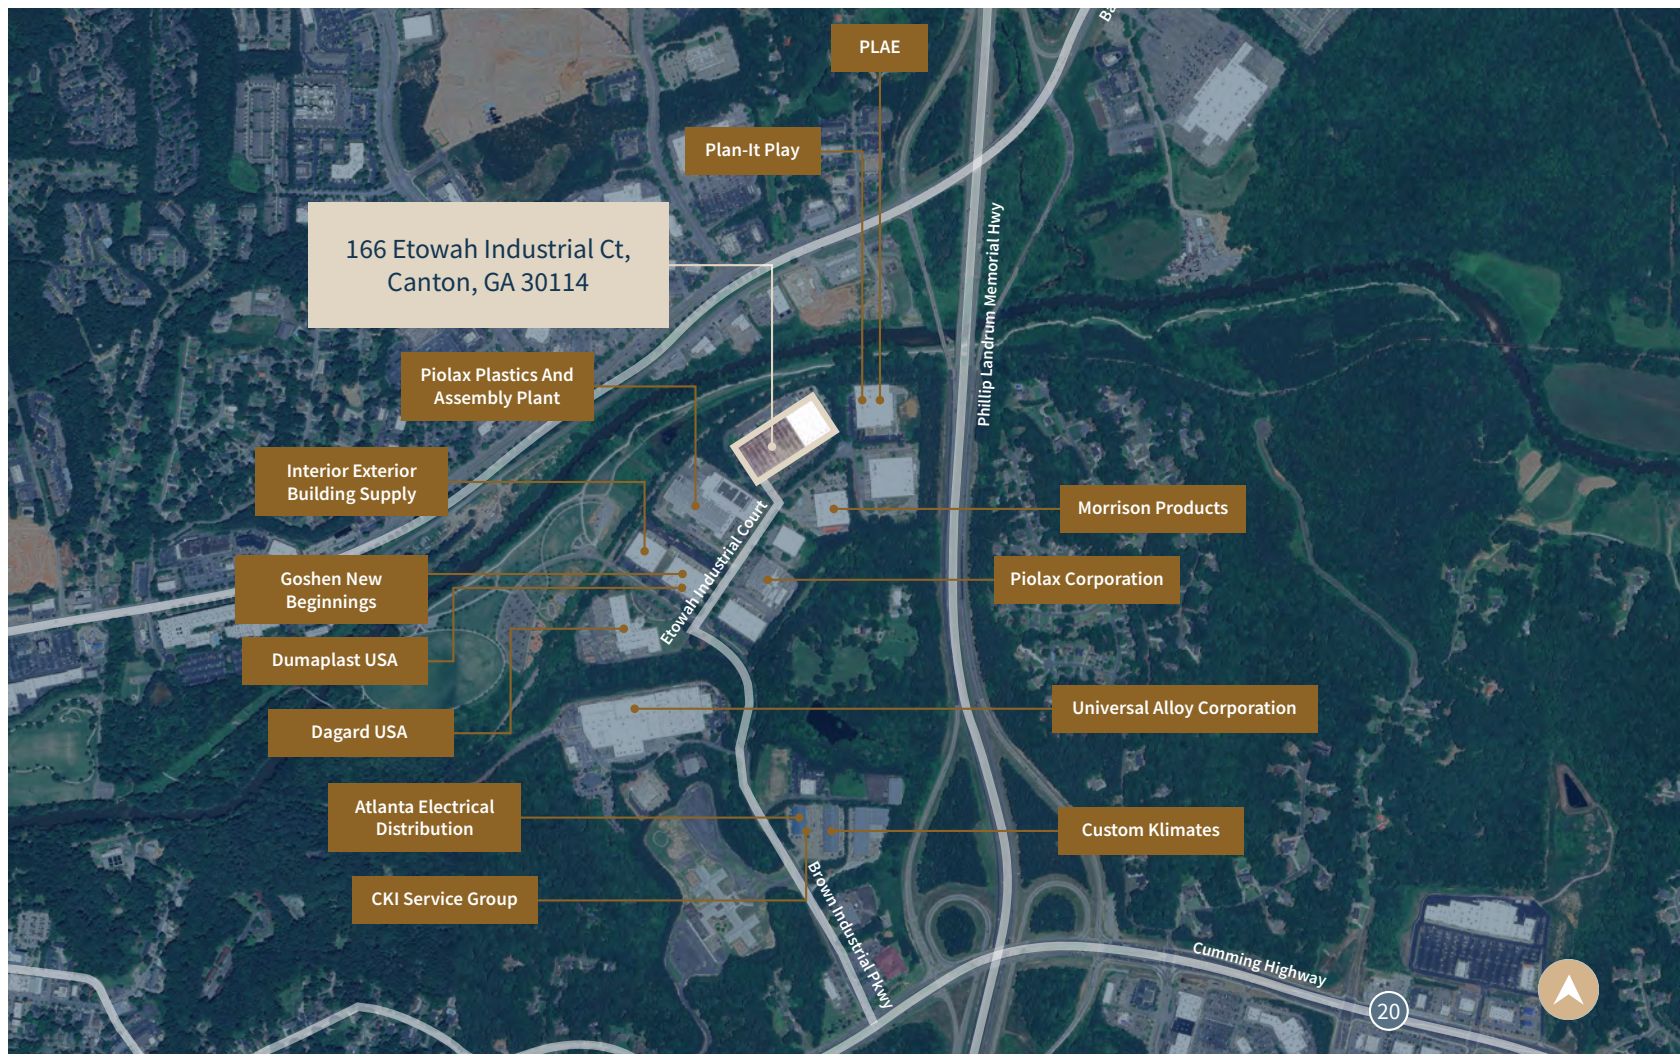 PLAE
Plan-It Play
166 Etowah Industrial Ct,
Canton, GA 30114
Phillip Landrum Memorial Hwy
Piolax Plastics And
Assembly Plant
Interior Exterior
Building Supply
Morrison Products
Etowah Industrial Court
Goshen New
Beginnings
Piolax Corporation
Dumaplast USA
Dagard USA
Universal Alloy Corporation
Atlanta Electrical
Distribution
Custom Klimates
CKI Service Group
Brown Industrial Pkwy
Cumming Highway
20